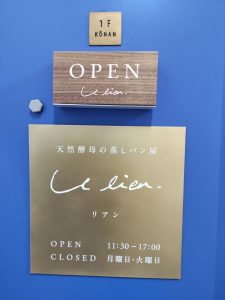 1F
KŌNAN
OPEN
Le lien.
天然酵母の蒸しパン屋
Le lien.
リアン
OPEN 11:30－17:00
CLOSED 月曜日・火曜日